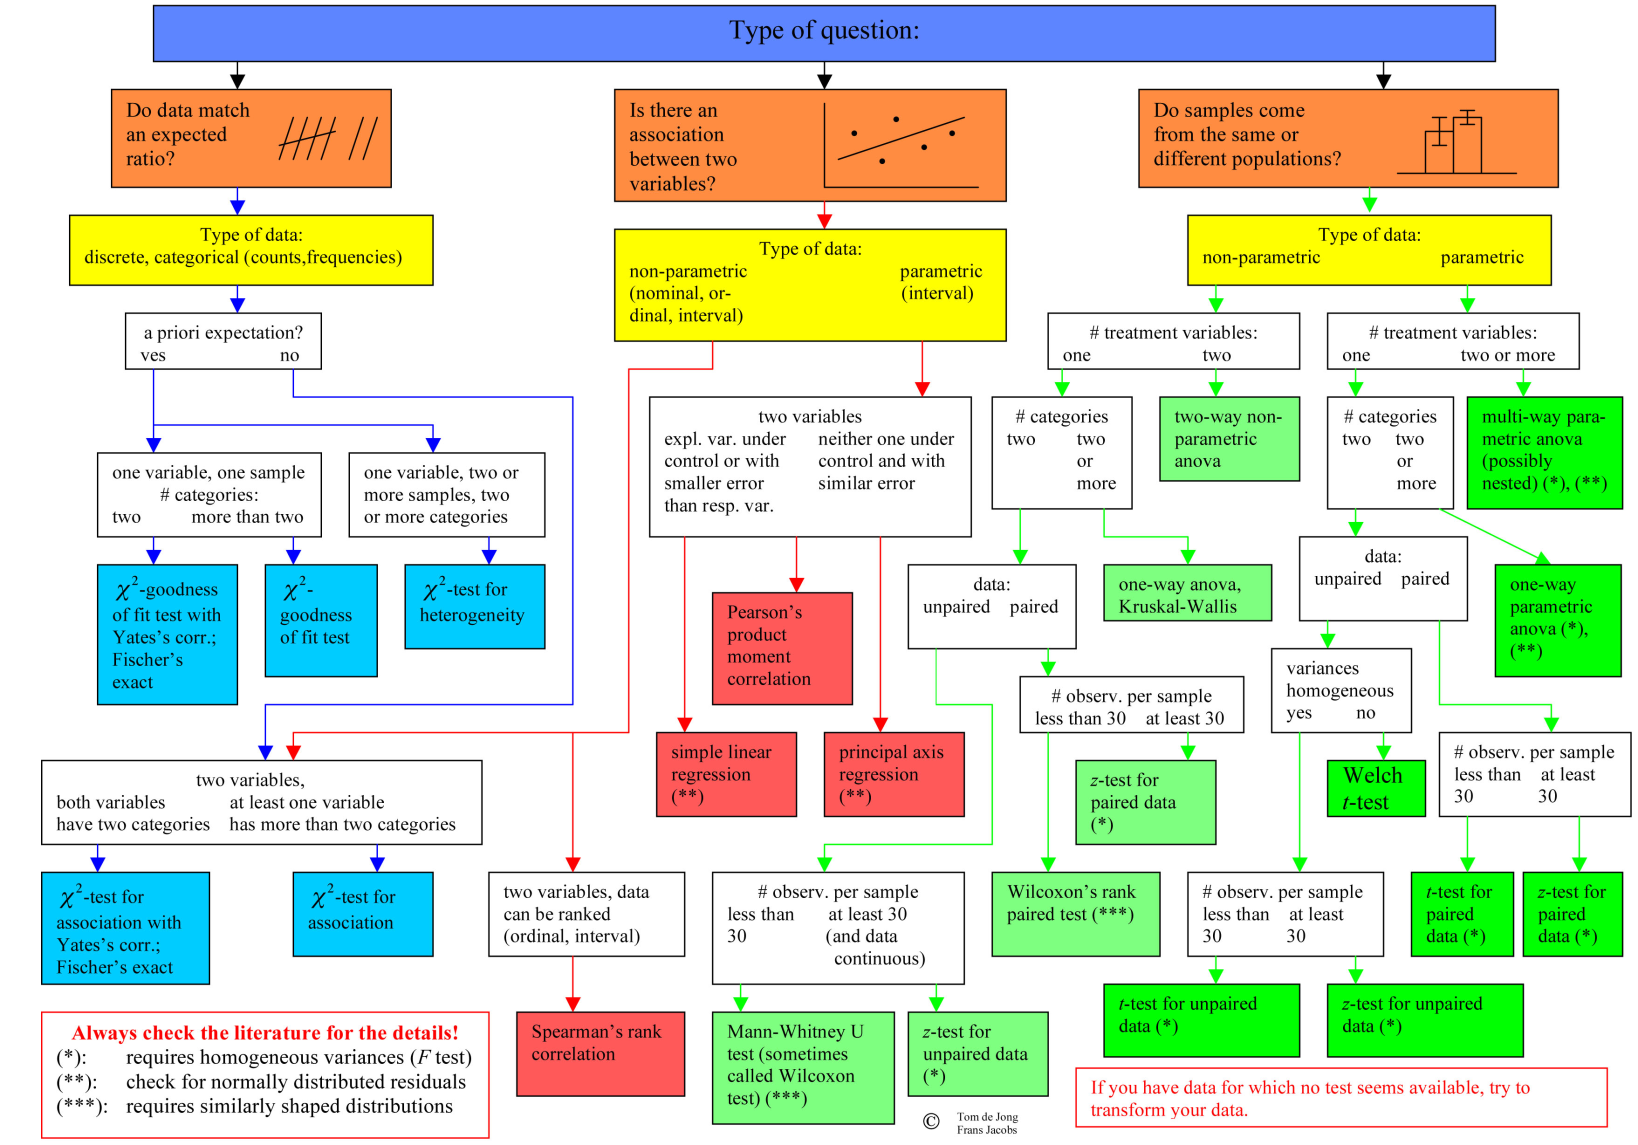 Type of question:
Do data match
an expected
ratio?
Is there an
association
between two
variables?
Do samples come
from the same or
different populations?
Type of data:
discrete, categorical (counts,frequencies)
Type of data:
non-parametric parametric
(nominal, or- (interval)
dinal, interval)
Type of data:
non-parametric parametric
a priori expectation?
yes no
# treatment variables:
one two
# treatment variables:
one two or more
two variables
expl. var. under neither one under
control or with control and with
smaller error similar error
than resp. var.
# categories
two two
or
more
two-way non-
parametric
anova
# categories
two two
or
more
multi-way para-
metric anova
(possibly
nested) (*), (**)
one variable, one sample
# categories:
two more than two
one variable, two or
more samples, two
or more categories
χ²-goodness
of fit test with
Yates's corr.;
Fischer's
exact
χ²-
goodness
of fit test
χ²-test for
heterogeneity
Pearson's
product
moment
correlation
data:
unpaired paired
one-way anova,
Kruskal-Wallis
data:
unpaired paired
one-way
parametric
anova (*),
(**)
# observ. per sample
less than 30 at least 30
variances
homogeneous
yes no
simple linear
regression
(**)
principal axis
regression
(**)
z-test for
paired data
(*)
Welch
t-test
# observ. per sample
less than at least
30 30
two variables,
both variables at least one variable
have two categories has more than two categories
χ²-test for
association with
Yates's corr.;
Fischer's exact
χ²-test for
association
two variables, data
can be ranked
(ordinal, interval)
# observ. per sample
less than at least 30
30 (and data
continuous)
Wilcoxon's rank
paired test (***)
# observ. per sample
less than at least
30 30
t-test for
paired
data (*)
z-test for
paired
data (*)
Spearman's rank
correlation
Mann-Whitney U
test (sometimes
called Wilcoxon
test) (***)
z-test for
unpaired data
(*)
t-test for unpaired
data (*)
z-test for unpaired
data (*)
Always check the literature for the details!
(*): requires homogeneous variances (F test)
(**): check for normally distributed residuals
(***): requires similarly shaped distributions
If you have data for which no test seems available, try to
transform your data.
© Tom de Jong
Frans Jacobs